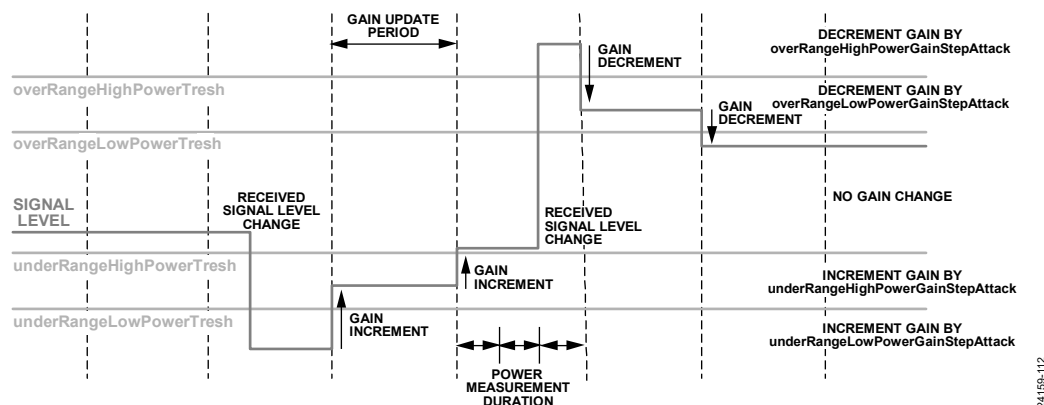 GAIN UPDATE
PERIOD
DECREMENT GAIN BY
overRangeHighPowerGainStepAttack
GAIN
DECREMENT
overRangeHighPowerTresh
DECREMENT GAIN BY
overRangeLowPowerGainStepAttack
GAIN
DECREMENT
overRangeLowPowerTresh
SIGNAL
LEVEL
RECEIVED
SIGNAL LEVEL
CHANGE
RECEIVED
SIGNAL LEVEL
CHANGE
NO GAIN CHANGE
underRangeHighPowerTresh
GAIN
INCREMENT
INCREMENT GAIN BY
underRangeHighPowerGainStepAttack
underRangeLowPowerTresh
GAIN
INCREMENT
INCREMENT GAIN BY
underRangeLowPowerGainStepAttack
POWER
MEASUREMENT
DURATION
24159-112